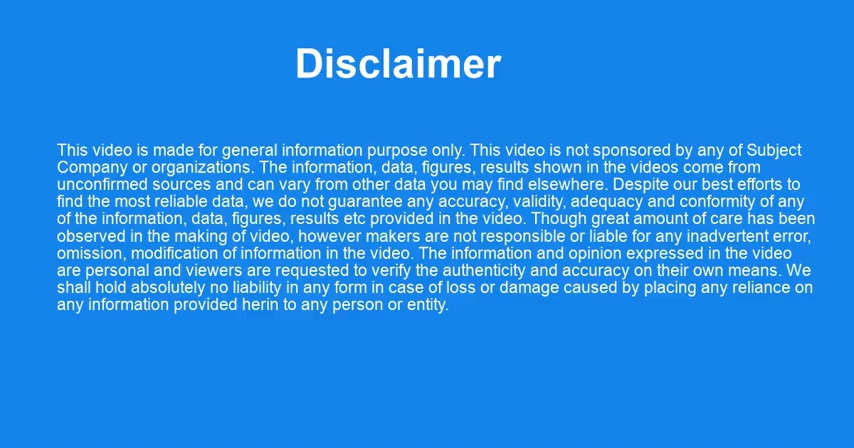 Disclaimer
This video is made for general information purpose only. This video is not sponsored by any of Subject
Company or organizations. The information, data, figures, results shown in the videos come from
unconfirmed sources and can vary from other data you may find elsewhere. Despite our best efforts to
find the most reliable data, we do not guarantee any accuracy, validity, adequacy and conformity of any
of the information, data, figures, results etc provided in the video. Though great amount of care has been
observed in the making of video, however makers are not responsible or liable for any inadvertent error,
omission, modification of information in the video. The information and opinion expressed in the video
are personal and viewers are requested to verify the authenticity and accuracy on their own means. We
shall hold absolutely no liability in any form in case of loss or damage caused by placing any reliance on
any information provided herin to any person or entity.